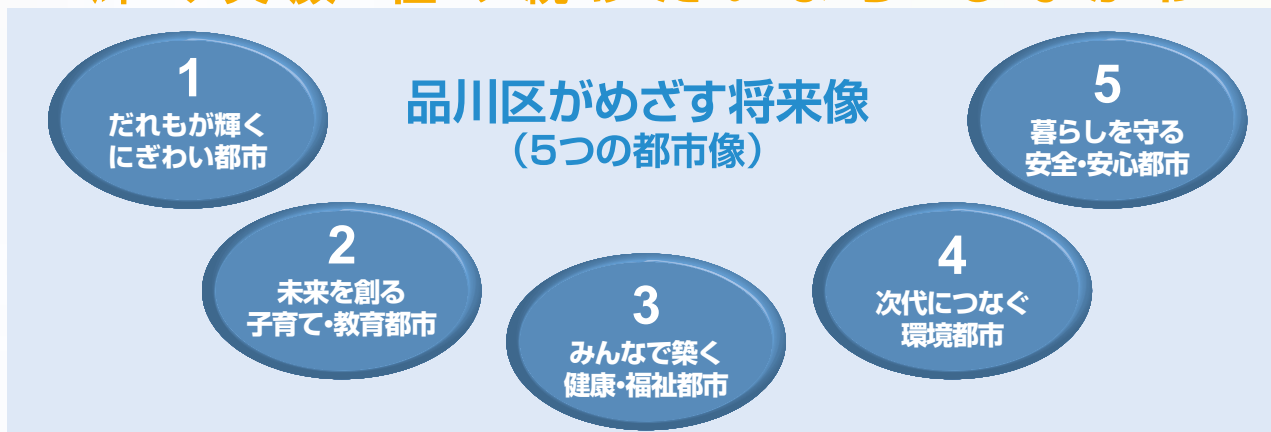 品川区がめざす将来像
（5つの都市像）
1
だれもが輝く
にぎわい都市
2
未来を創る
子育て・教育都市
3
みんなで築く
健康・福祉都市
4
次代につなぐ
環境都市
5
暮らしを守る
安全・安心都市